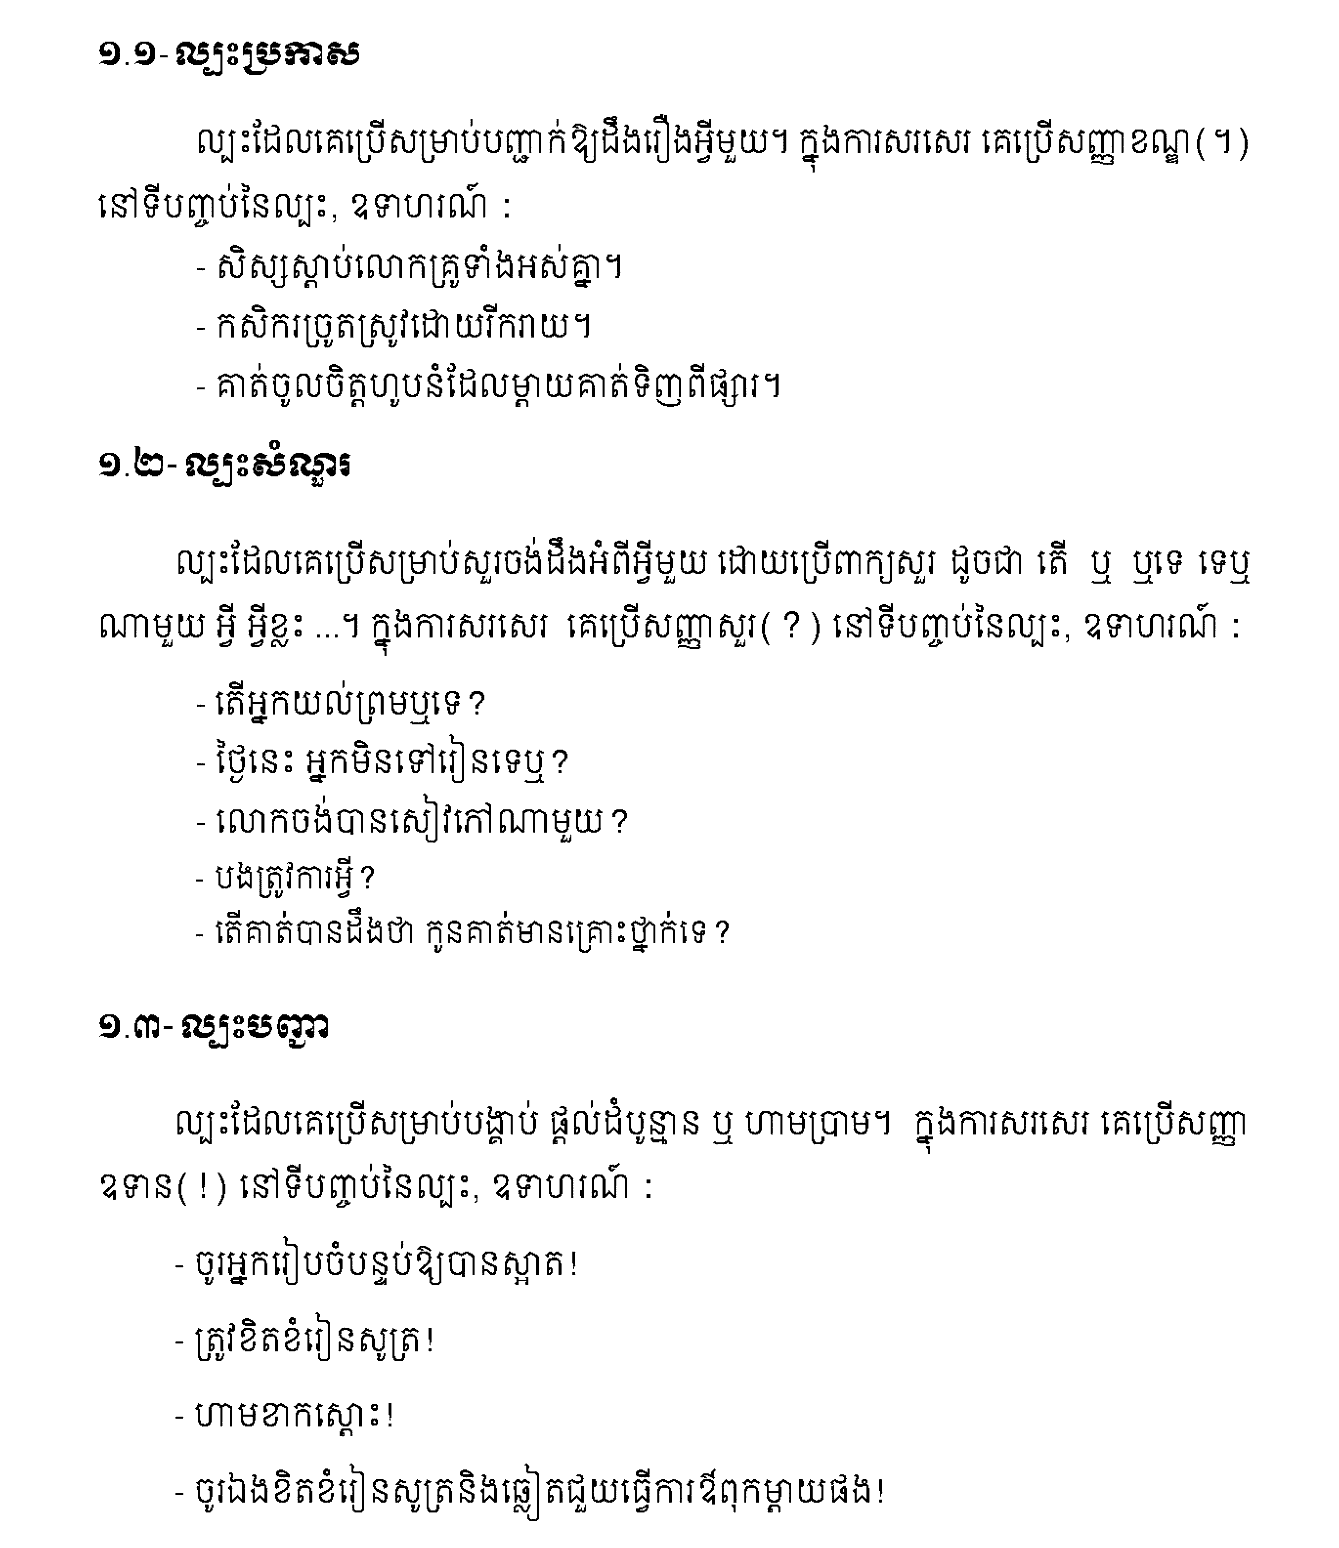 ១.១- ល្បះប្រកាស
ល្បះដែលគេប្រើសម្រាប់បញ្ជាក់ឱ្យដឹងរឿងអ្វីមួយ។ ក្នុងការសរសេរ គេប្រើសញ្ញាខណ្ឌ(។)
នៅទីបញ្ចប់នៃល្បះ, ឧទាហរណ៍ :
- សិស្សស្ដាប់លោកគ្រូទាំងអស់គ្នា។
- កសិករច្រូតស្រូវដោយរីករាយ។
- គាត់ចូលចិត្តហូបនំដែលម្ដាយគាត់ទិញពីផ្សារ។
១.២- ល្បះសំណួរ
ល្បះដែលគេប្រើសម្រាប់សួរចង់ដឹងអំពីអ្វីមួយ ដោយប្រើពាក្យសួរ ដូចជា តើ ឬ ឬទេ ទេឬ
ណាមួយ អ្វី អ្វីខ្លះ ...។ ក្នុងការសរសេរ គេប្រើសញ្ញាសួរ(?) នៅទីបញ្ចប់នៃល្បះ, ឧទាហរណ៍ :
- តើអ្នកយល់ព្រមឬទេ?
- ថ្ងៃនេះ អ្នកមិនទៅរៀនទេឬ?
- លោកចង់បានសៀវភៅណាមួយ?
- បងត្រូវការអ្វី?
- តើគាត់បានដឹងថា កូនគាត់មានគ្រោះថ្នាក់ទេ?
១.៣- ល្បះបញ្ជា
ល្បះដែលគេប្រើសម្រាប់បង្គាប់ ផ្ដល់ដំបូន្មាន ឬ ហាមប្រាម។ ក្នុងការសរសេរ គេប្រើសញ្ញា
ឧទាន(!) នៅទីបញ្ចប់នៃល្បះ, ឧទាហរណ៍ :
- ចូរអ្នករៀបចំបន្ទប់ឱ្យបានស្អាត!
- ត្រូវខិតខំរៀនសូត្រ!
- ហាមខាកស្ដោះ!
- ចូរឯងខិតខំរៀនសូត្រនិងឆ្លៀតជួយធ្វើការឪពុកម្ដាយផង!